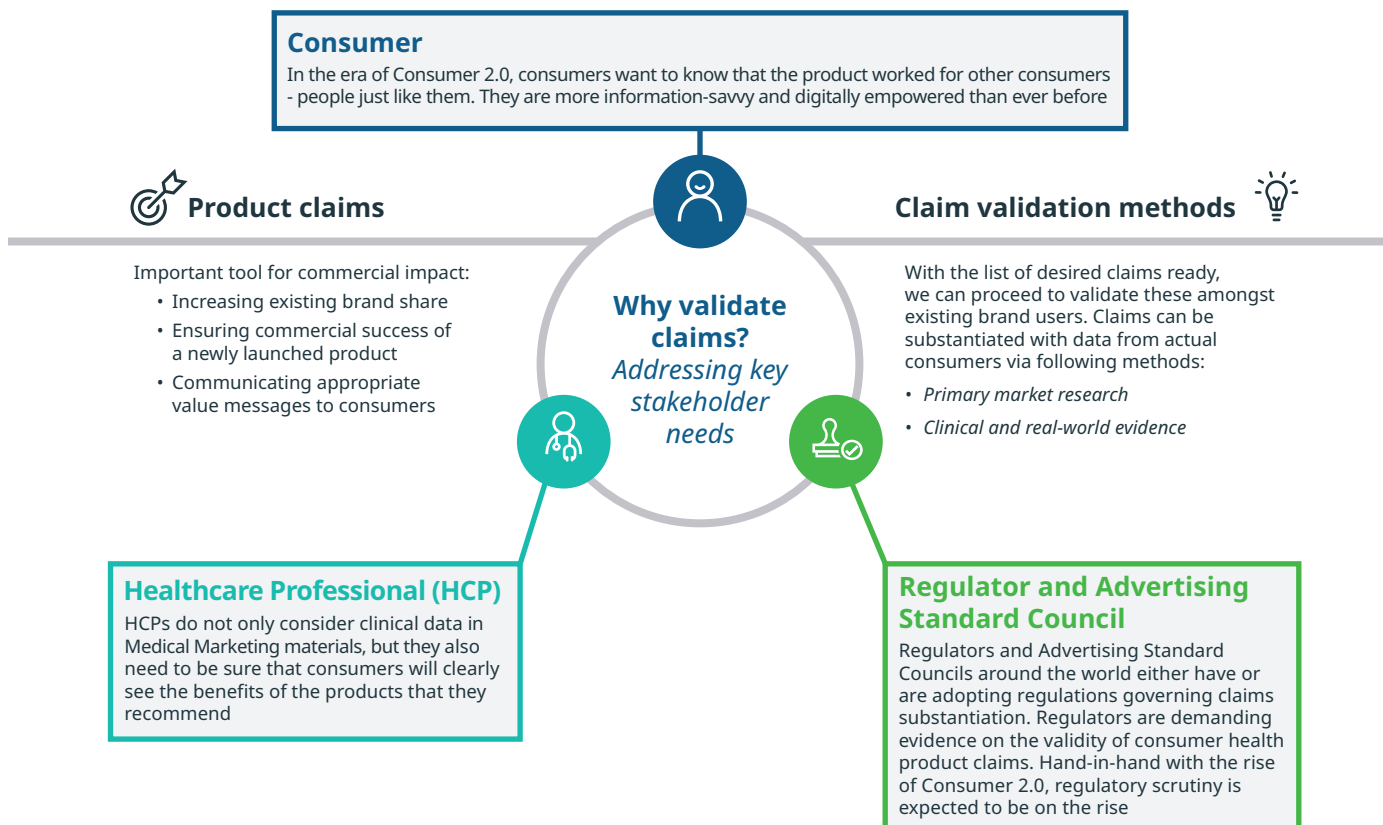 Consumer
In the era of Consumer 2.0, consumers want to know that the product worked for other consumers
- people just like them. They are more information-savvy and digitally empowered than ever before
Product claims
Important tool for commercial impact:
• Increasing existing brand share
• Ensuring commercial success of
a newly launched product
• Communicating appropriate
value messages to consumers
Why validate
claims?
Addressing key
stakeholder
needs
Claim validation methods
With the list of desired claims ready,
we can proceed to validate these amongst
existing brand users. Claims can be
substantiated with data from actual
consumers via following methods:
• Primary market research
• Clinical and real-world evidence
Healthcare Professional (HCP)
HCPs do not only consider clinical data in
Medical Marketing materials, but they also
need to be sure that consumers will clearly
see the benefits of the products that they
recommend
Regulator and Advertising
Standard Council
Regulators and Advertising Standard
Councils around the world either have or
are adopting regulations governing claims
substantiation. Regulators are demanding
evidence on the validity of consumer health
product claims. Hand-in-hand with the rise
of Consumer 2.0, regulatory scrutiny is
expected to be on the rise